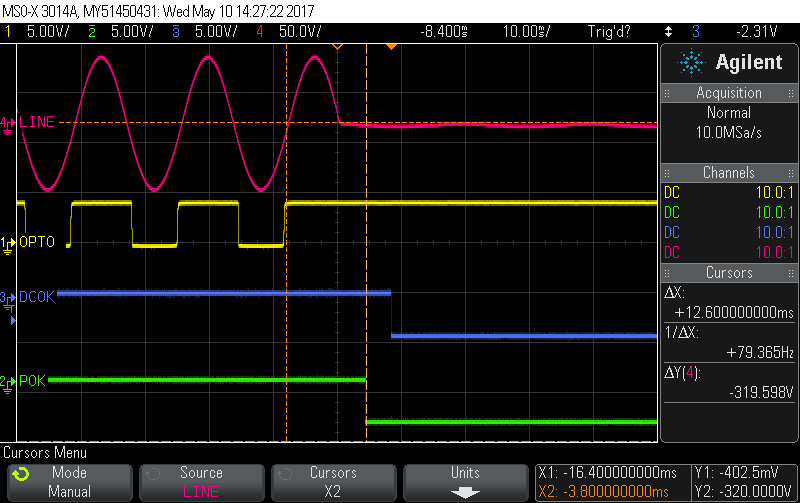 MSO-X 3014A, MY51450431: Wed May 10 14:27:22 2017
1 5.00V/ 2 5.00V/ 3 5.00V/ 4 50.0V/ -8.400ms 10.00ms/ Trig'd? 3 -2.31V
Agilent
Acquisition
Normal
10.0MSa/s
Channels
DC 10.0:1
DC 10.0:1
DC 10.0:1
DC 10.0:1
Cursors
ΔX:
+12.600000000ms
1/ΔX:
+79.365Hz
ΔY(4):
-319.598V
4 LINE
1 OPTO
3 DCOK
2 POK
Cursors Menu
Mode
Manual
Source
LINE
Cursors
X2
Units
X1: -16.400000000ms
X2: -3.800000000ms
Y1: -402.5mV
Y2: -320.0000V